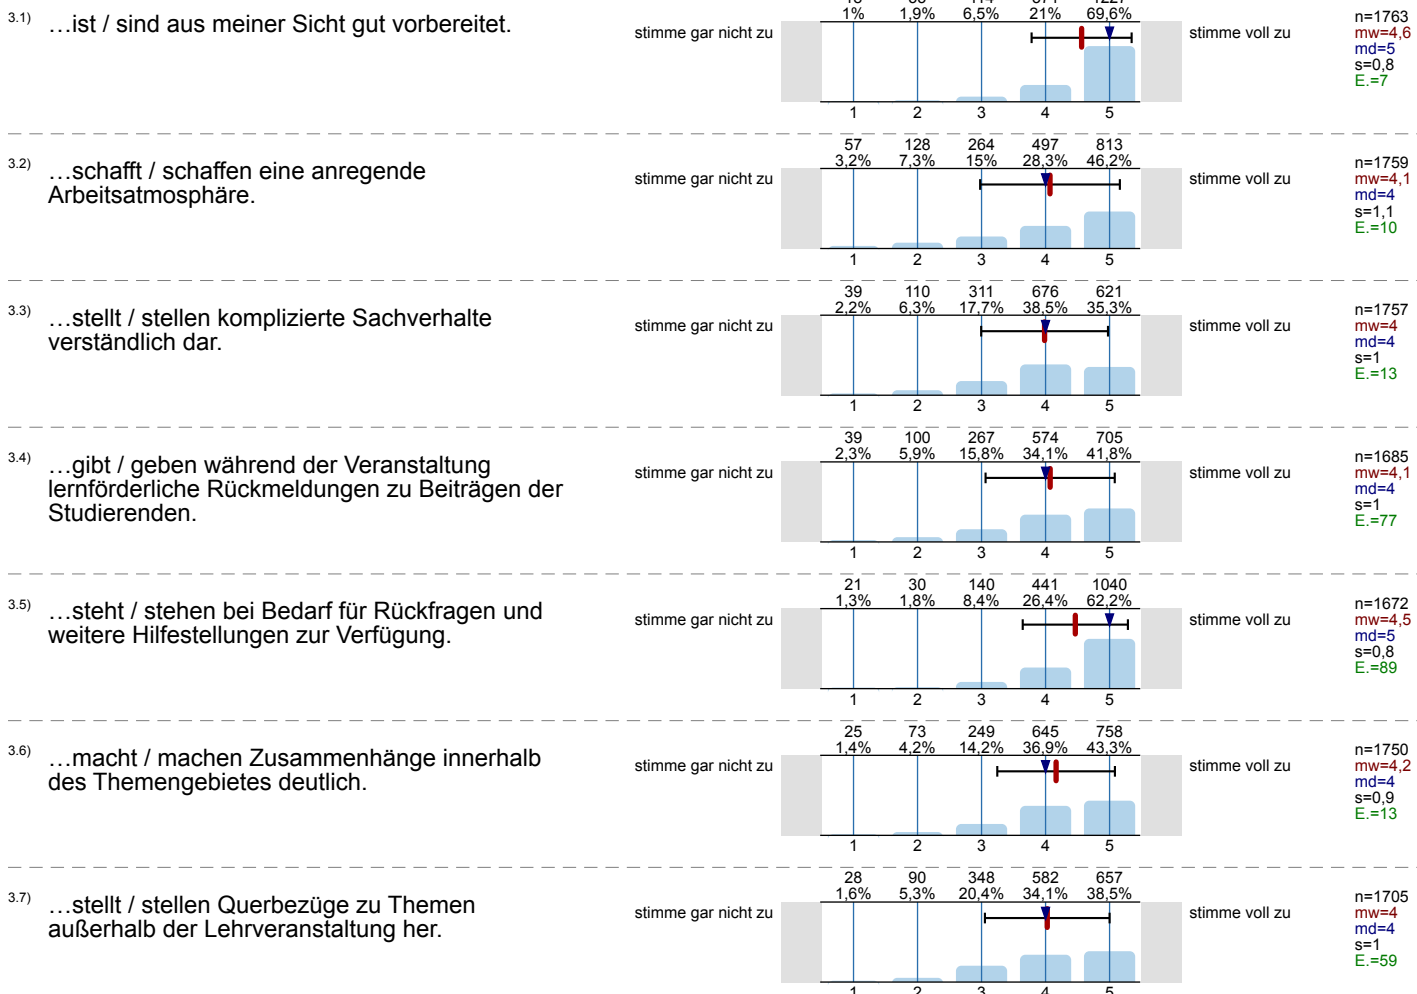 3.1) …ist / sind aus meiner Sicht gut vorbereitet.
stimme gar nicht zu
1% 1,9% 6,5% 21% 69,6%
1 2 3 4 5
stimme voll zu
n=1763
mw=4,6
md=5
s=0,8
E.=7
3.2) …schafft / schaffen eine anregende
Arbeitsatmosphäre.
stimme gar nicht zu
57 128 264 497 813
3,2% 7,3% 15% 28,3% 46,2%
1 2 3 4 5
stimme voll zu
n=1759
mw=4,1
md=4
s=1,1
E.=10
3.3) …stellt / stellen komplizierte Sachverhalte
verständlich dar.
stimme gar nicht zu
39 110 311 676 621
2,2% 6,3% 17,7% 38,5% 35,3%
1 2 3 4 5
stimme voll zu
n=1757
mw=4
md=4
s=1
E.=13
3.4) …gibt / geben während der Veranstaltung
lernförderliche Rückmeldungen zu Beiträgen der
Studierenden.
stimme gar nicht zu
39 100 267 574 705
2,3% 5,9% 15,8% 34,1% 41,8%
1 2 3 4 5
stimme voll zu
n=1685
mw=4,1
md=4
s=1
E.=77
3.5) …steht / stehen bei Bedarf für Rückfragen und
weitere Hilfestellungen zur Verfügung.
stimme gar nicht zu
21 30 140 441 1040
1,3% 1,8% 8,4% 26,4% 62,2%
1 2 3 4 5
stimme voll zu
n=1672
mw=4,5
md=5
s=0,8
E.=89
3.6) …macht / machen Zusammenhänge innerhalb
des Themengebietes deutlich.
stimme gar nicht zu
25 73 249 645 758
1,4% 4,2% 14,2% 36,9% 43,3%
1 2 3 4 5
stimme voll zu
n=1750
mw=4,2
md=4
s=0,9
E.=13
3.7) …stellt / stellen Querbezüge zu Themen
außerhalb der Lehrveranstaltung her.
stimme gar nicht zu
28 90 348 582 657
1,6% 5,3% 20,4% 34,1% 38,5%
1 2 3 4 5
stimme voll zu
n=1705
mw=4
md=4
s=1
E.=59